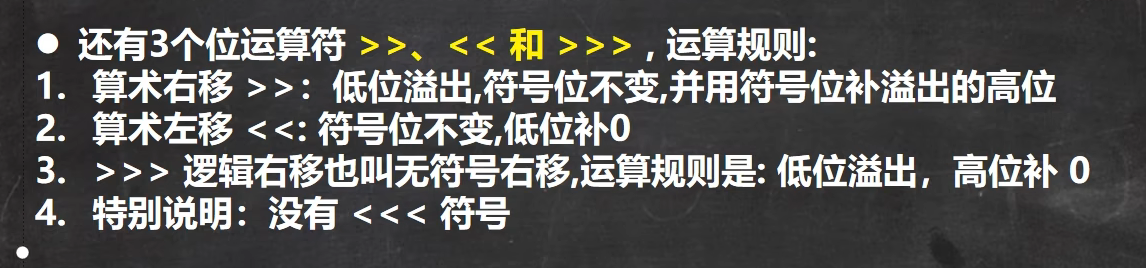 ● 还有3个位运算符 >>、<< 和 >>> , 运算规则:
1. 算术右移 >>：低位溢出,符号位不变,并用符号位补溢出的高位
2. 算术左移 <<: 符号位不变,低位补0
3. >>> 逻辑右移也叫无符号右移,运算规则是: 低位溢出，高位补 0
4. 特别说明：没有 <<< 符号
●